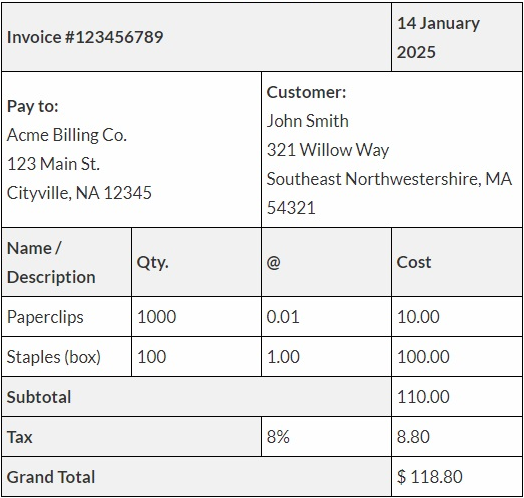 Invoice #123456789
14 January
2025
Pay to:
Acme Billing Co.
123 Main St.
Cityville, NA 12345
Customer:
John Smith
321 Willow Way
Southeast Northwestershire, MA
54321
Name /
Description
Qty.
@
Cost
Paperclips 1000 0.01 10.00
Staples (box) 100 1.00 100.00
Subtotal 110.00
Tax 8% 8.80
Grand Total $ 118.80